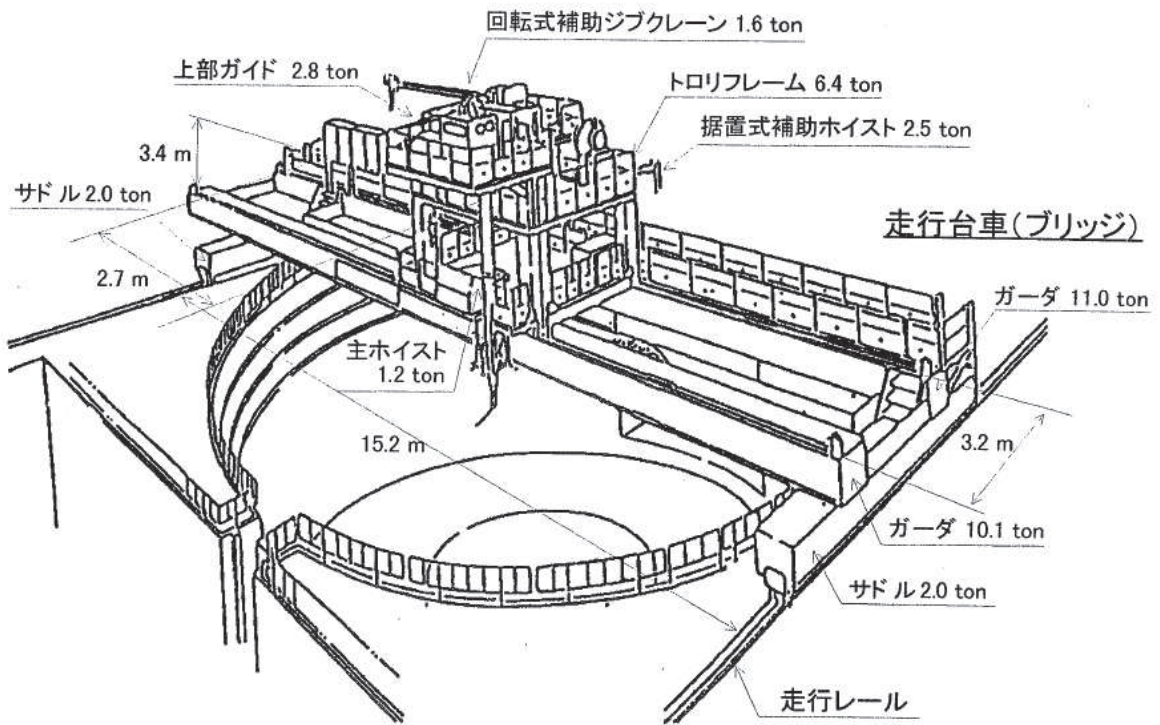 回転式補助ジブクレーン 1.6 ton
上部ガイド 2.8 ton
トロリフレーム 6.4 ton
据置式補助ホイスト 2.5 ton
3.4 m
サドル 2.0 ton
走行台車(ブリッジ)
2.7 m
ガーダ 11.0 ton
主ホイスト
1.2 ton
15.2 m
3.2 m
ガーダ 10.1 ton
サドル 2.0 ton
走行レール